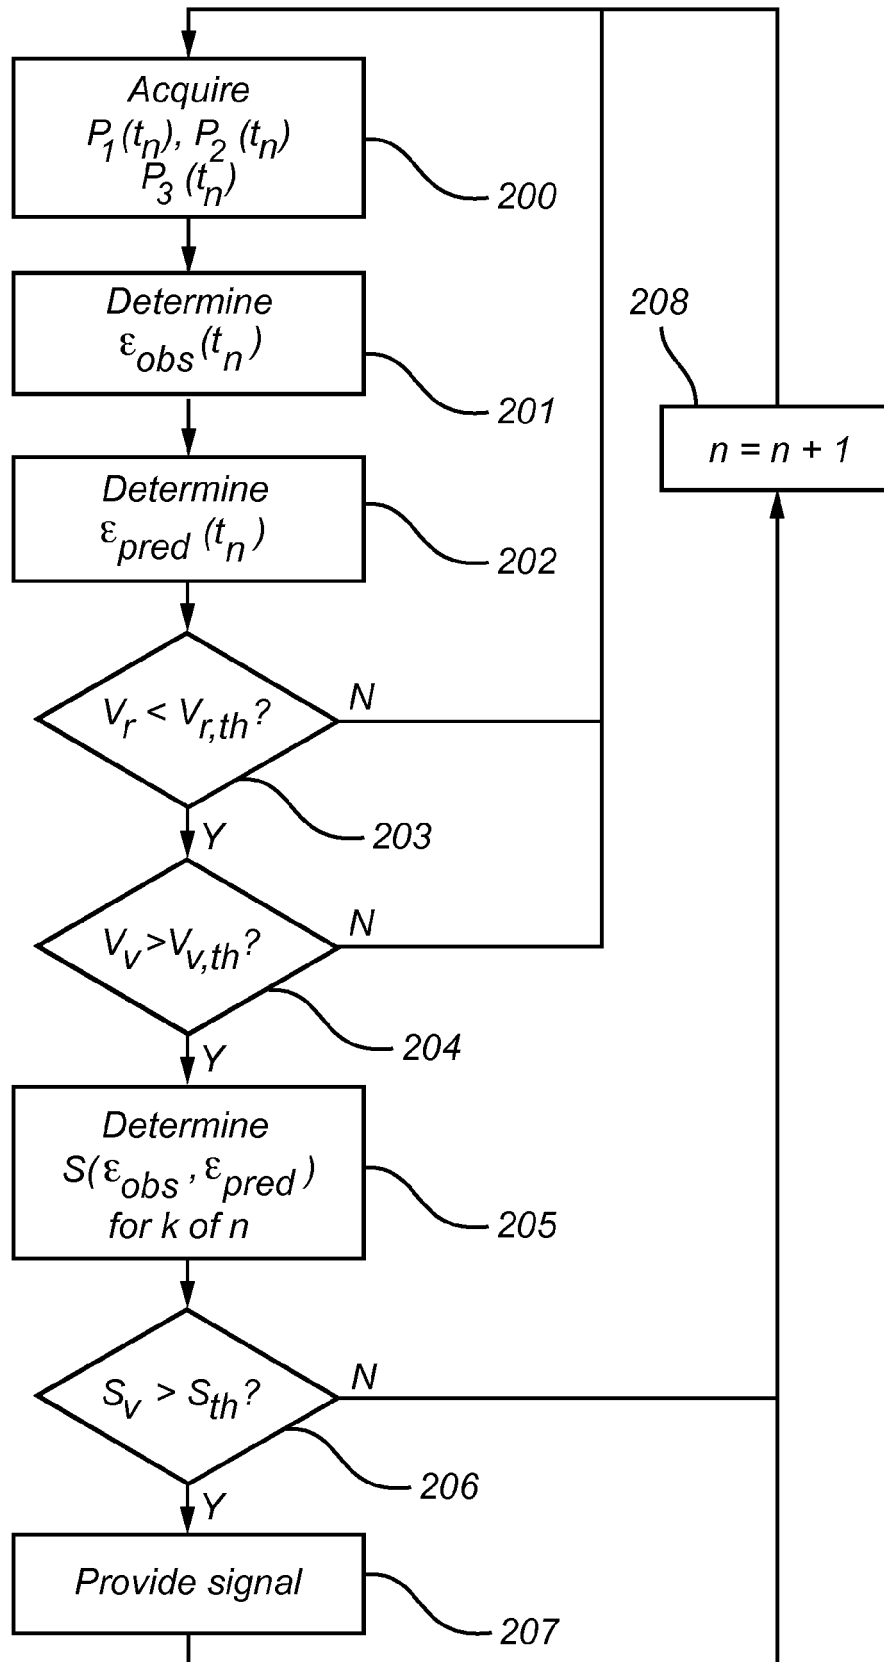 Acquire
P1(tn), P2(tn)
P3(tn)
200
Determine
εobs(tn)
201
208
n = n + 1
Determine
εpred(tn)
202
Vr < Vr,th?
N
203
Y
Vv>Vv,th?
N
204
Y
Determine
S(εobs, εpred)
for k of n
205
Sv > Sth?
N
206
Y
Provide signal
207